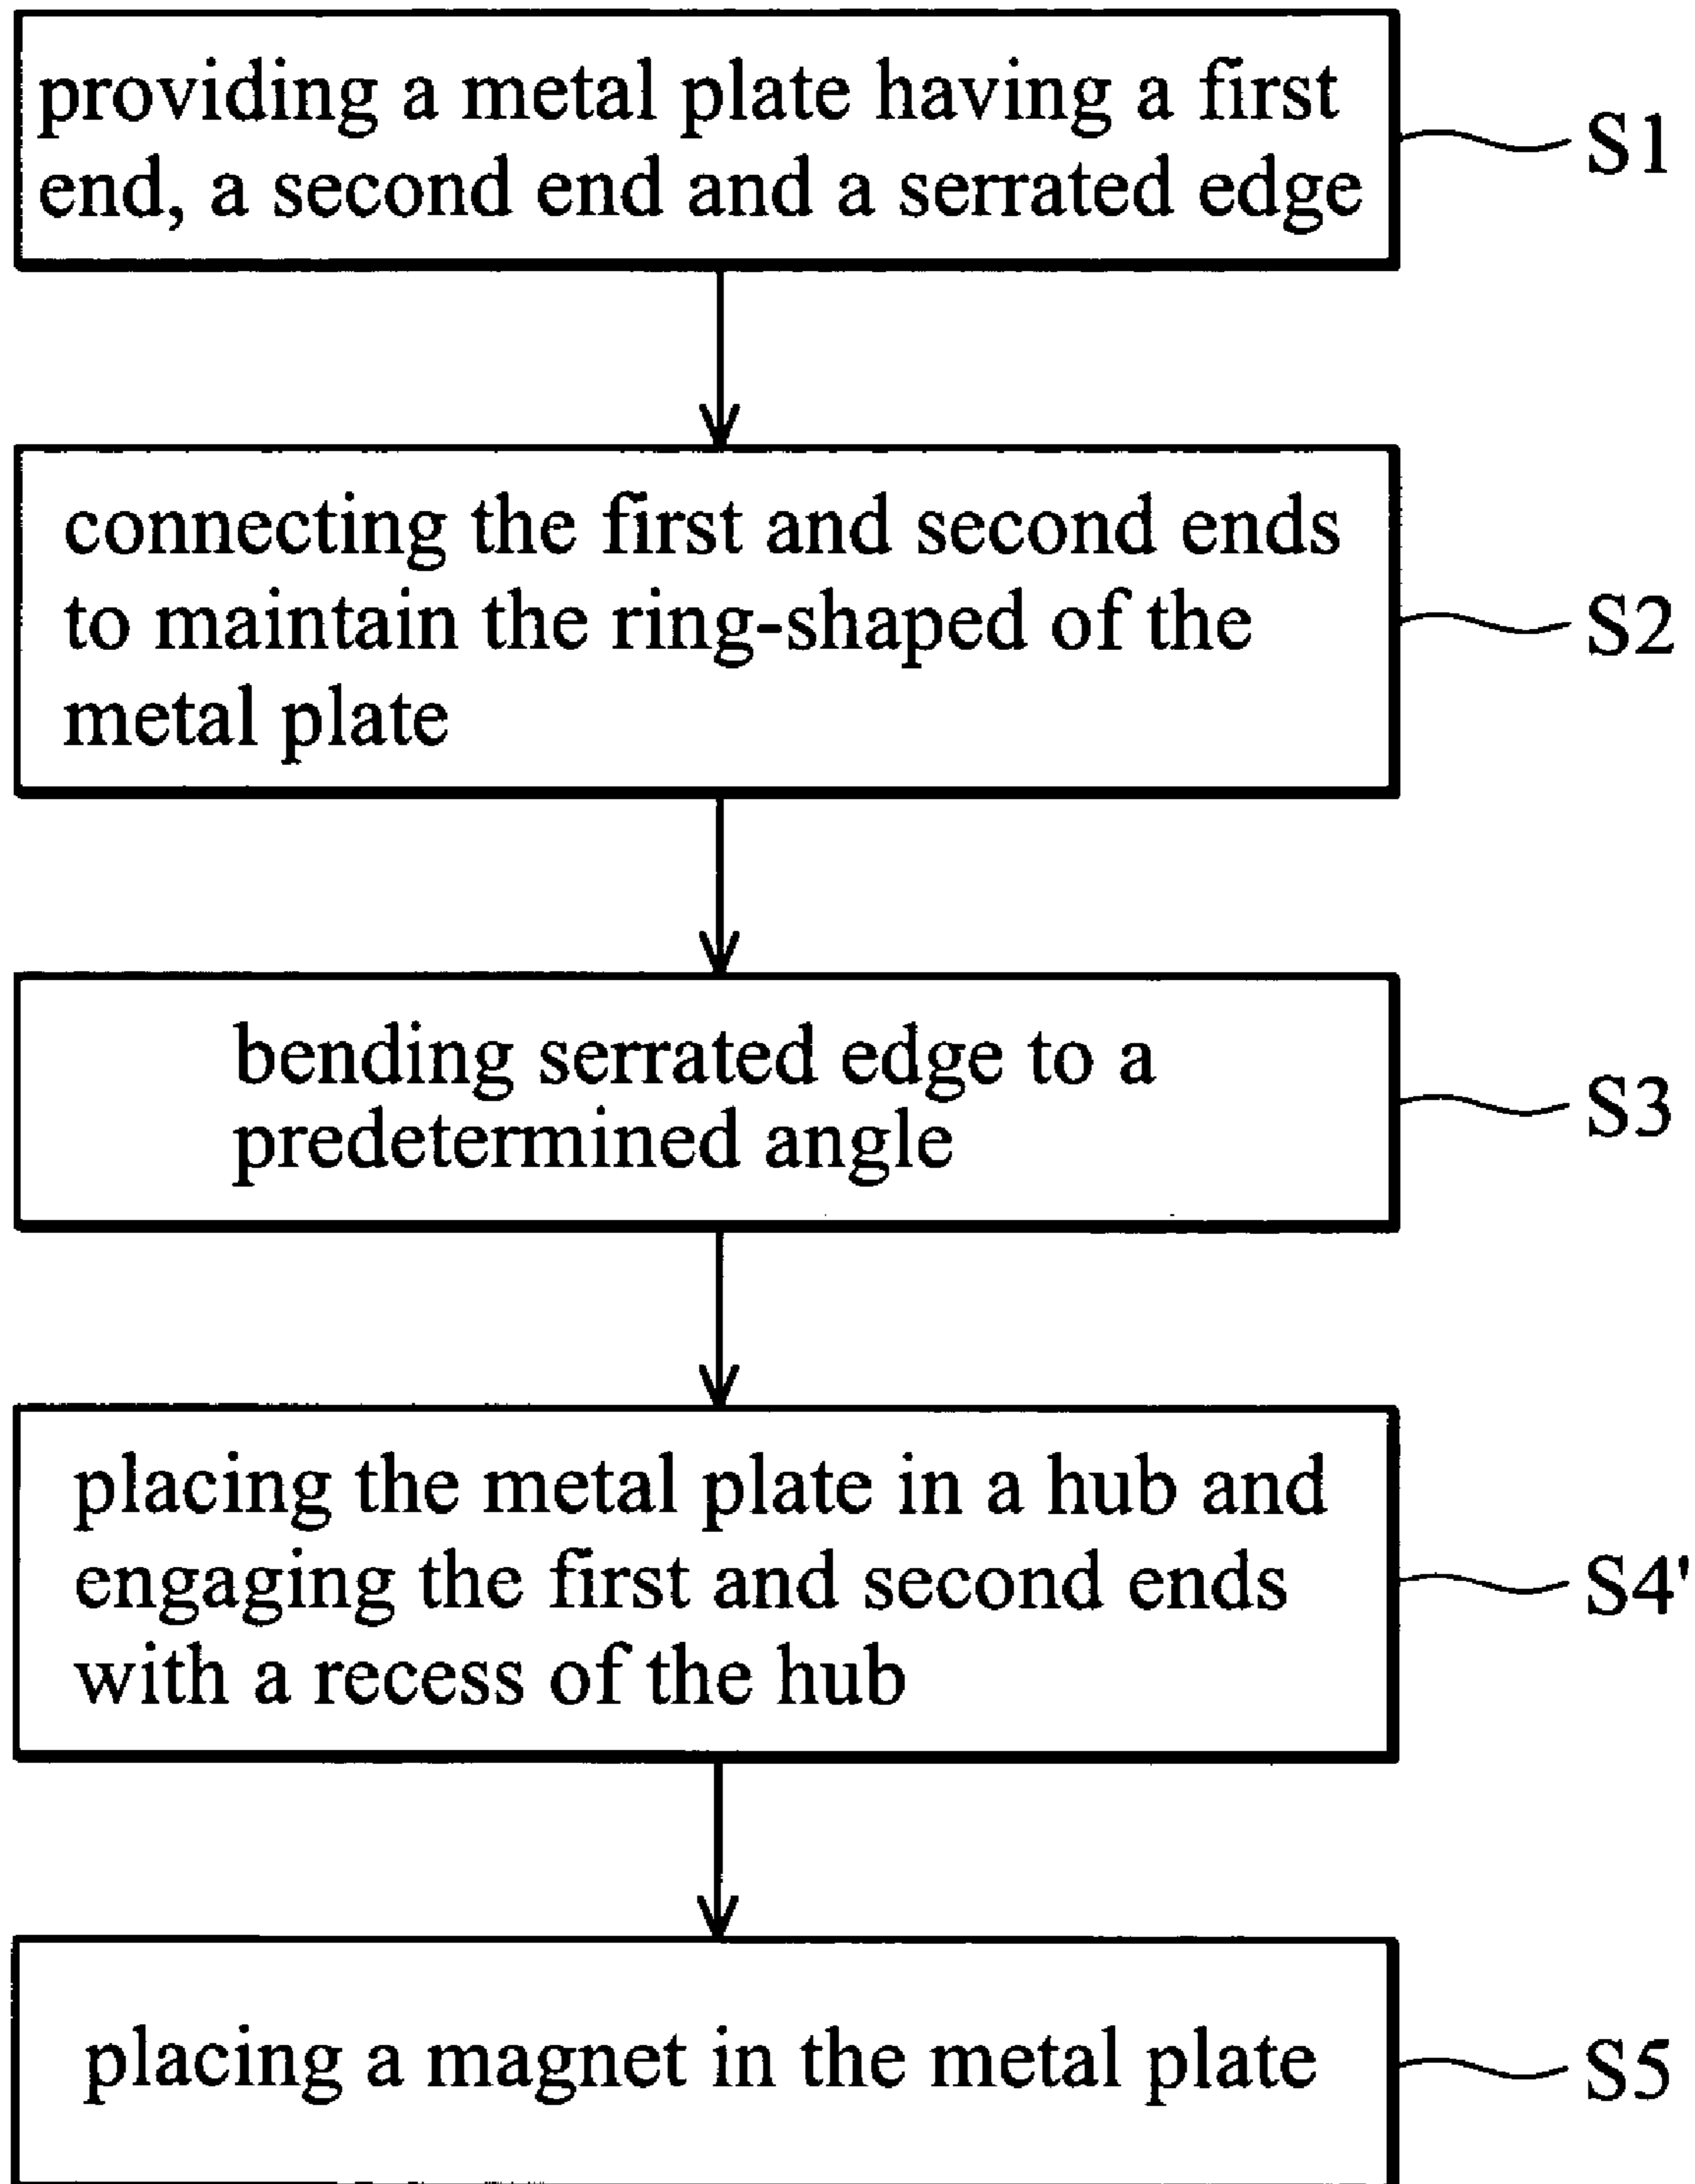 providing a metal plate having a first
end, a second end and a serrated edge
S1
connecting the first and second ends
to maintain the ring-shaped of the
metal plate
S2
bending serrated edge to a
predetermined angle
S3
placing the metal plate in a hub and
engaging the first and second ends
with a recess of the hub
S4'
placing a magnet in the metal plate
S5